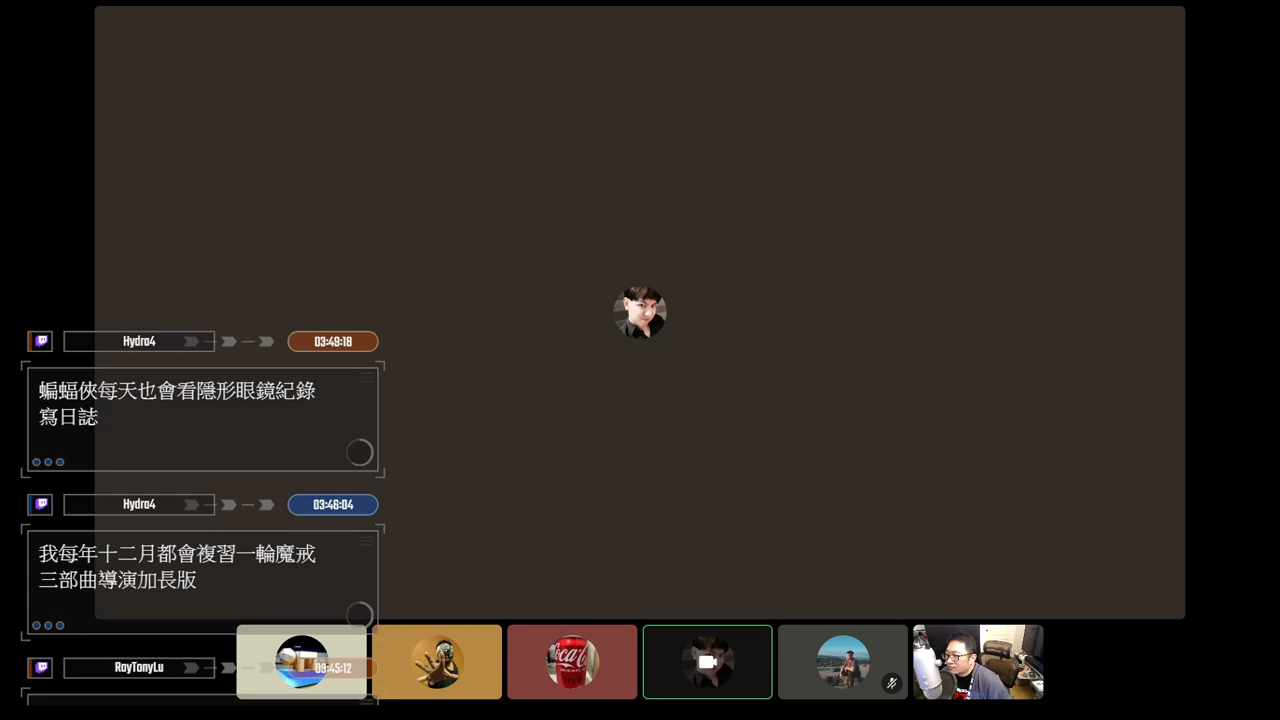 Hydra4
03:49:18
蝙蝠俠每天也會看隱形眼鏡紀錄
寫日誌
Hydra4
03:46:04
我每年十二月都會複習一輪魔戒
三部曲導演加長版
RayTonyLu
03:45:12
Coca-C